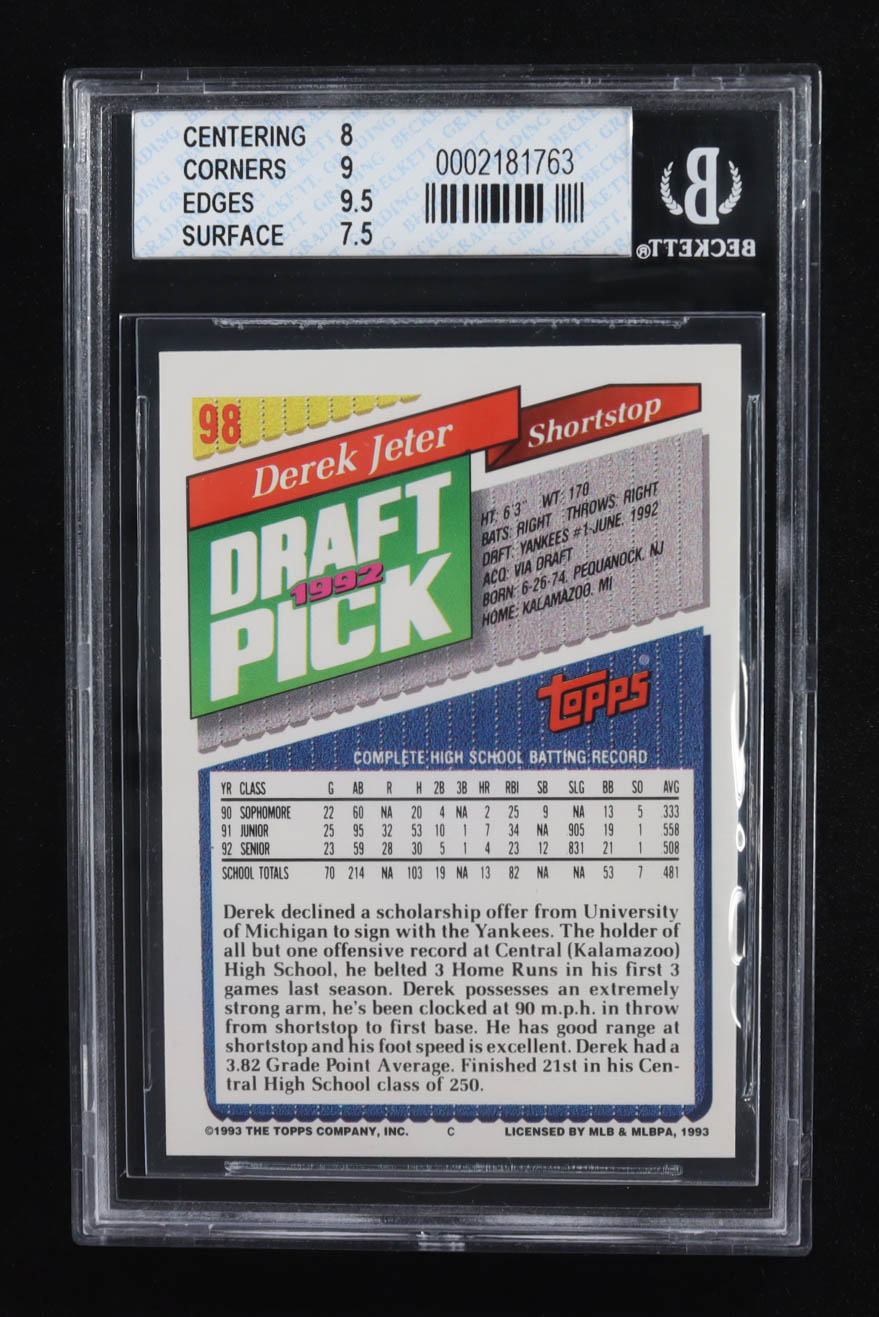 CENTERING 8
CORNERS 9
EDGES 9.5
SURFACE 7.5
0002181763
B
BECKETT®
98
Derek Jeter
Shortstop
DRAFT
1992
PICK
HT: 6'3" WT: 170
BATS: RIGHT THROWS: RIGHT
DRFT: YANKEES #1-JUNE, 1992
ACQ: VIA DRAFT
BORN: 6-26-74, PEQUANOCK, NJ
HOME: KALAMAZOO, MI
TOPPS®
COMPLETE HIGH SCHOOL BATTING RECORD
YR CLASS G AB R H 2B 3B HR RBI SB SLG BB SO AVG
90 SOPHOMORE 22 60 NA 20 4 NA 2 25 9 NA 13 5 .333
91 JUNIOR 25 95 32 53 10 1 7 34 NA .905 19 1 .558
92 SENIOR 23 59 28 30 5 1 4 23 12 .831 21 1 .508
SCHOOL TOTALS 70 214 NA 103 19 NA 13 82 NA NA 53 7 .481
Derek declined a scholarship offer from University
of Michigan to sign with the Yankees. The holder of
all but one offensive record at Central (Kalamazoo)
High School, he belted 3 Home Runs in his first 3
games last season. Derek possesses an extremely
strong arm, he's been clocked at 90 m.p.h. in throw
from shortstop to first base. He has good range at
shortstop and his foot speed is excellent. Derek had a
3.82 Grade Point Average. Finished 21st in his Cen-
tral High School class of 250.
©1993 THE TOPPS COMPANY, INC. C LICENSED BY MLB & MLBPA, 1993